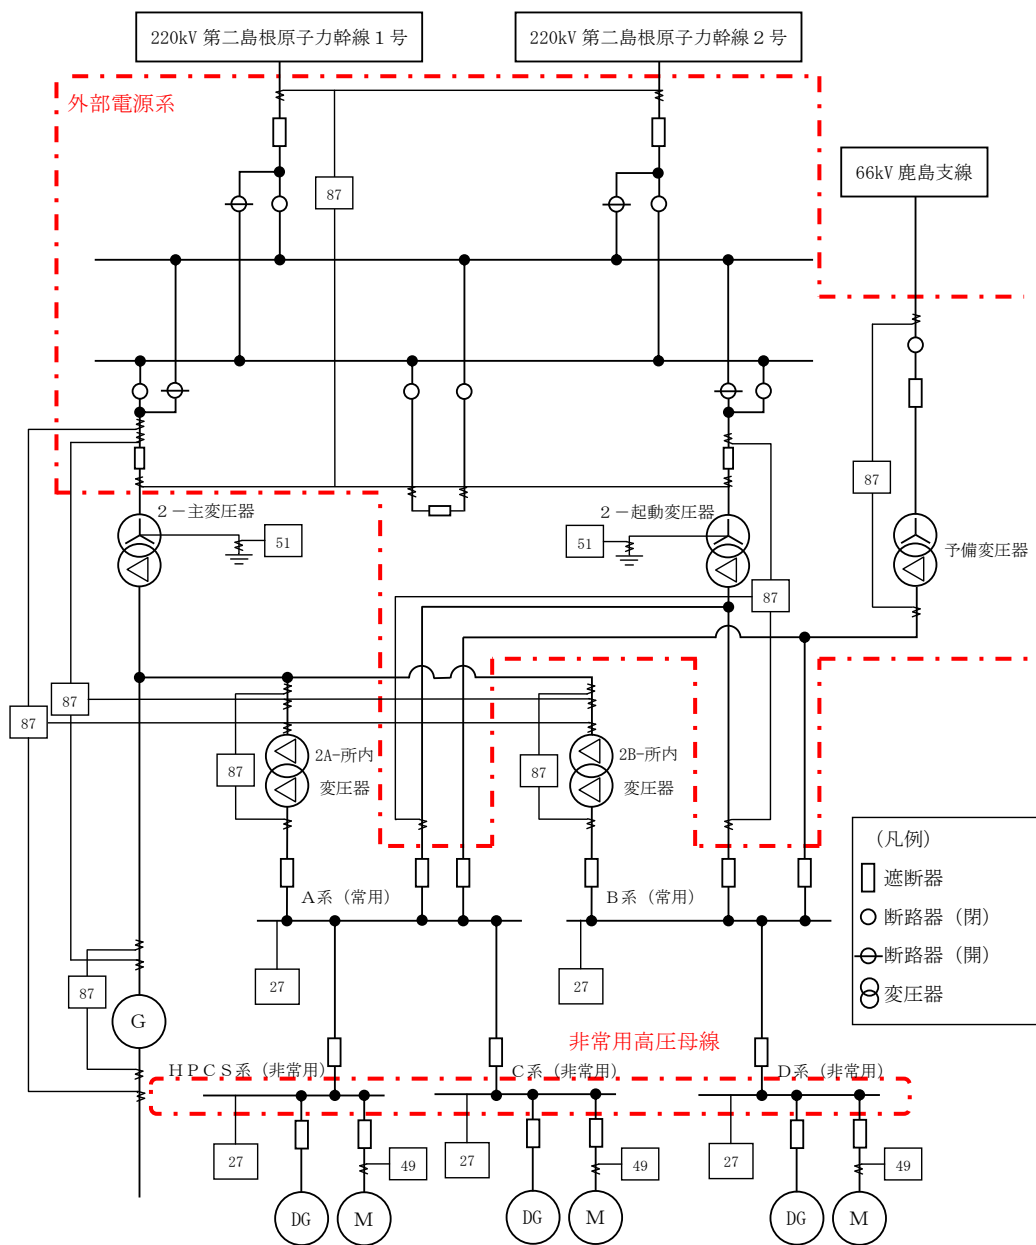 220kV 第二島根原子力幹線１号
220kV 第二島根原子力幹線２号
外部電源系
66kV 鹿島支線
87
87
２－主変圧器
51
２－起動変圧器
51
予備変圧器
87
87
87
87
2A-所内
変圧器
87
2B-所内
変圧器
(凡例)
遮断器
断路器（閉）
断路器（開）
変圧器
Ａ系（常用）
Ｂ系（常用）
27
27
87
G
非常用高圧母線
ＨＰＣＳ系（非常用）
Ｃ系（非常用）
Ｄ系（非常用）
27
49
27
49
27
49
DG
M
DG
M
DG
M